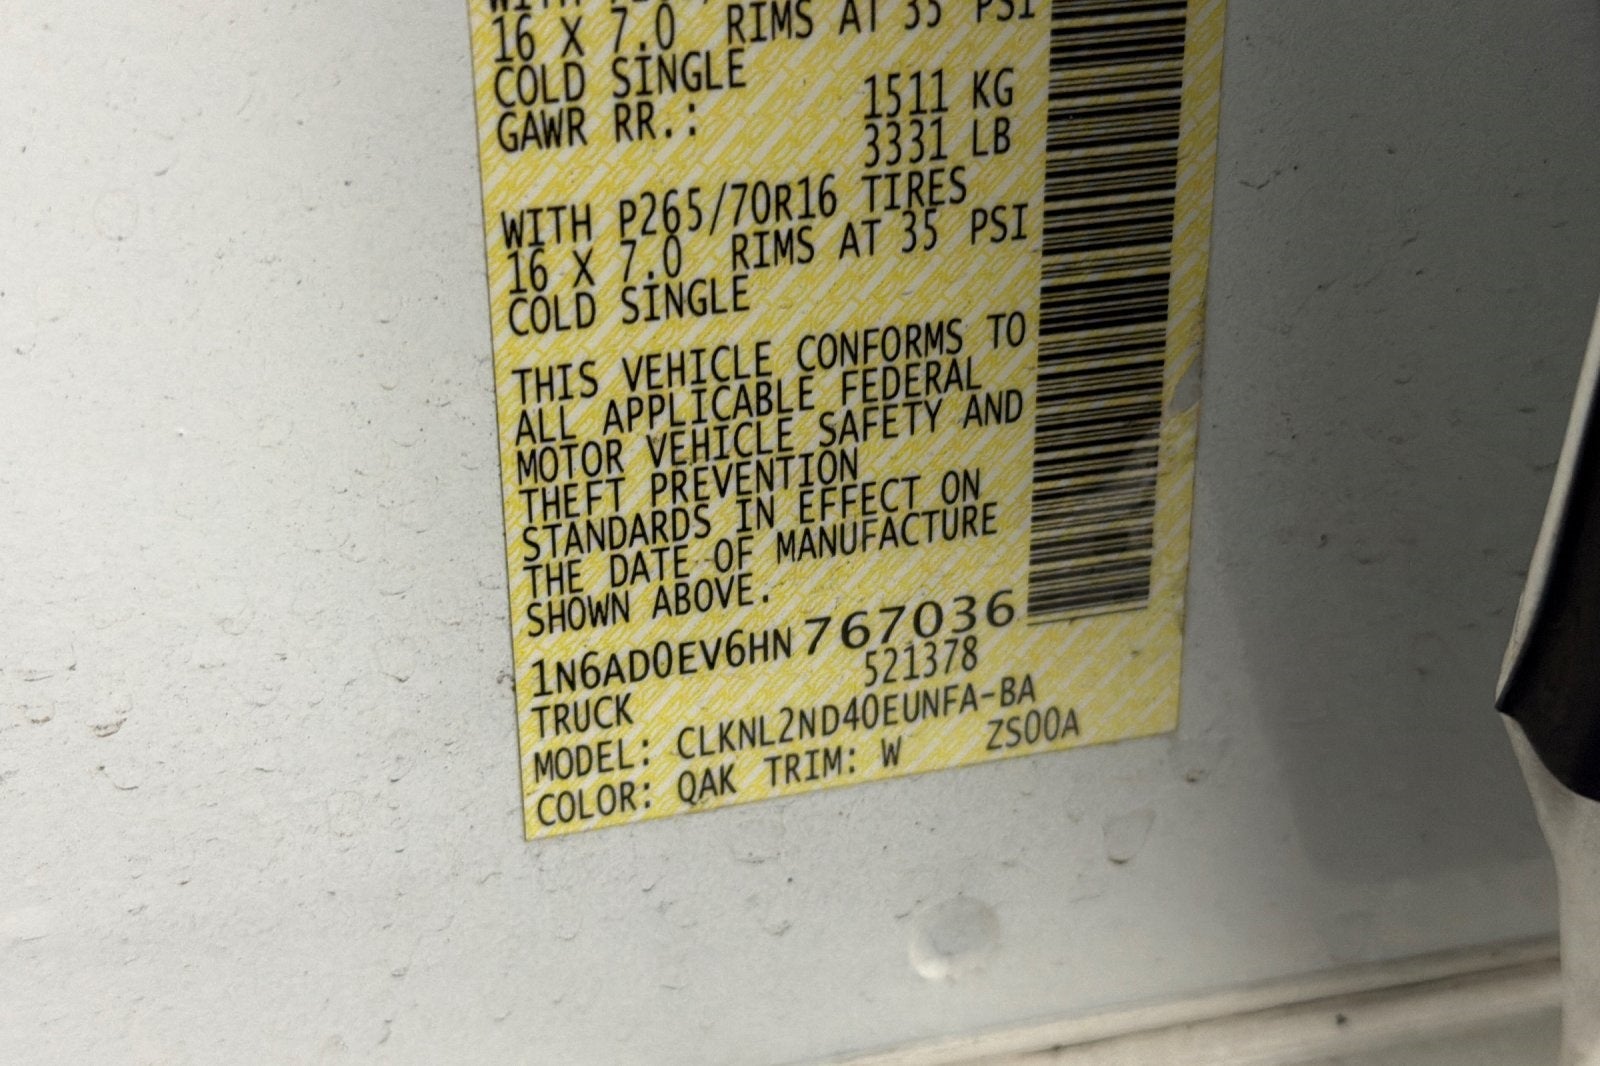 16 X 7.0 RIMS AT 35 PSI
COLD SINGLE
GAWR RR.: 1511 KG
3331 LB
WITH P265/70R16 TIRES
16 X 7.0 RIMS AT 35 PSI
COLD SINGLE
THIS VEHICLE CONFORMS TO
ALL APPLICABLE FEDERAL
MOTOR VEHICLE SAFETY AND
THEFT PREVENTION
STANDARDS IN EFFECT ON
THE DATE OF MANUFACTURE
SHOWN ABOVE.
1N6AD0EV6HN767036
TRUCK 521378
MODEL: CLKNL2ND40EUNFA-BA
COLOR: QAK TRIM: W ZS00A